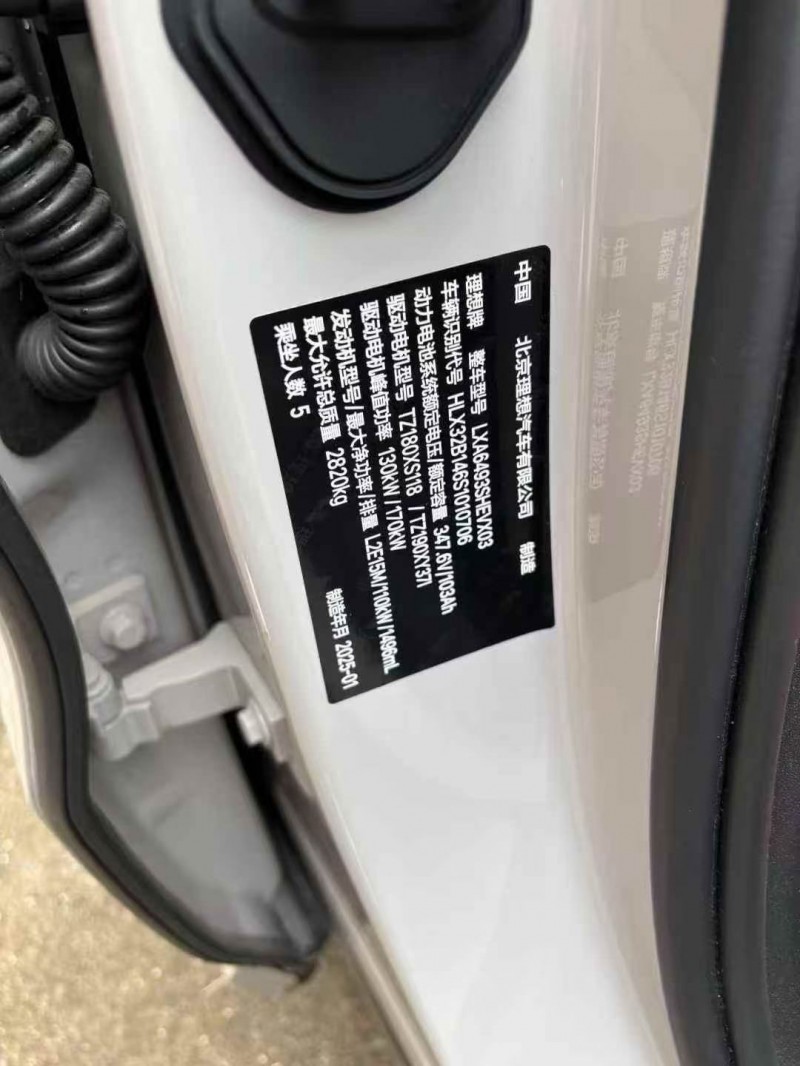 中国 北京理想汽车有限公司 制造
理想牌 整车型号 LXA6493SHEVX03
车辆识别代号 HLX32B146S1010706
动力电池系统额定电压/额定容量 347.6V/103Ah
驱动电机型号 TZ180XS118 /TZ190XY371
驱动电机峰值功率 130kW/170kW
发动机型号/最大净功率/排量 L2E15M/110kW/1496mL
最大允许总质量 2820kg
乘坐人数 5 制造年月 2025-01